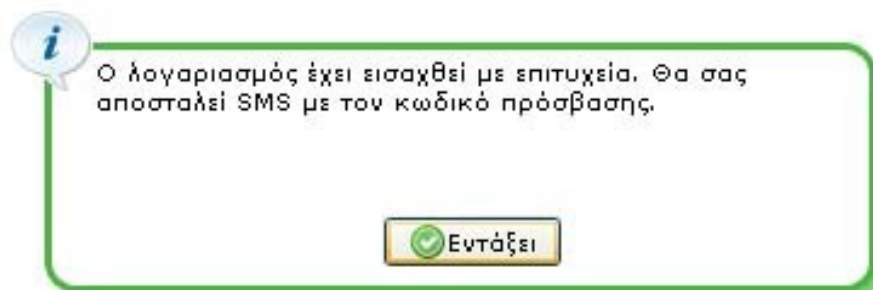 Ο λογαριασμός έχει εισαχθεί με επιτυχεία. Θα σας
αποσταλεί SMS με τον κωδικό πρόσβασης.
Εντάξει